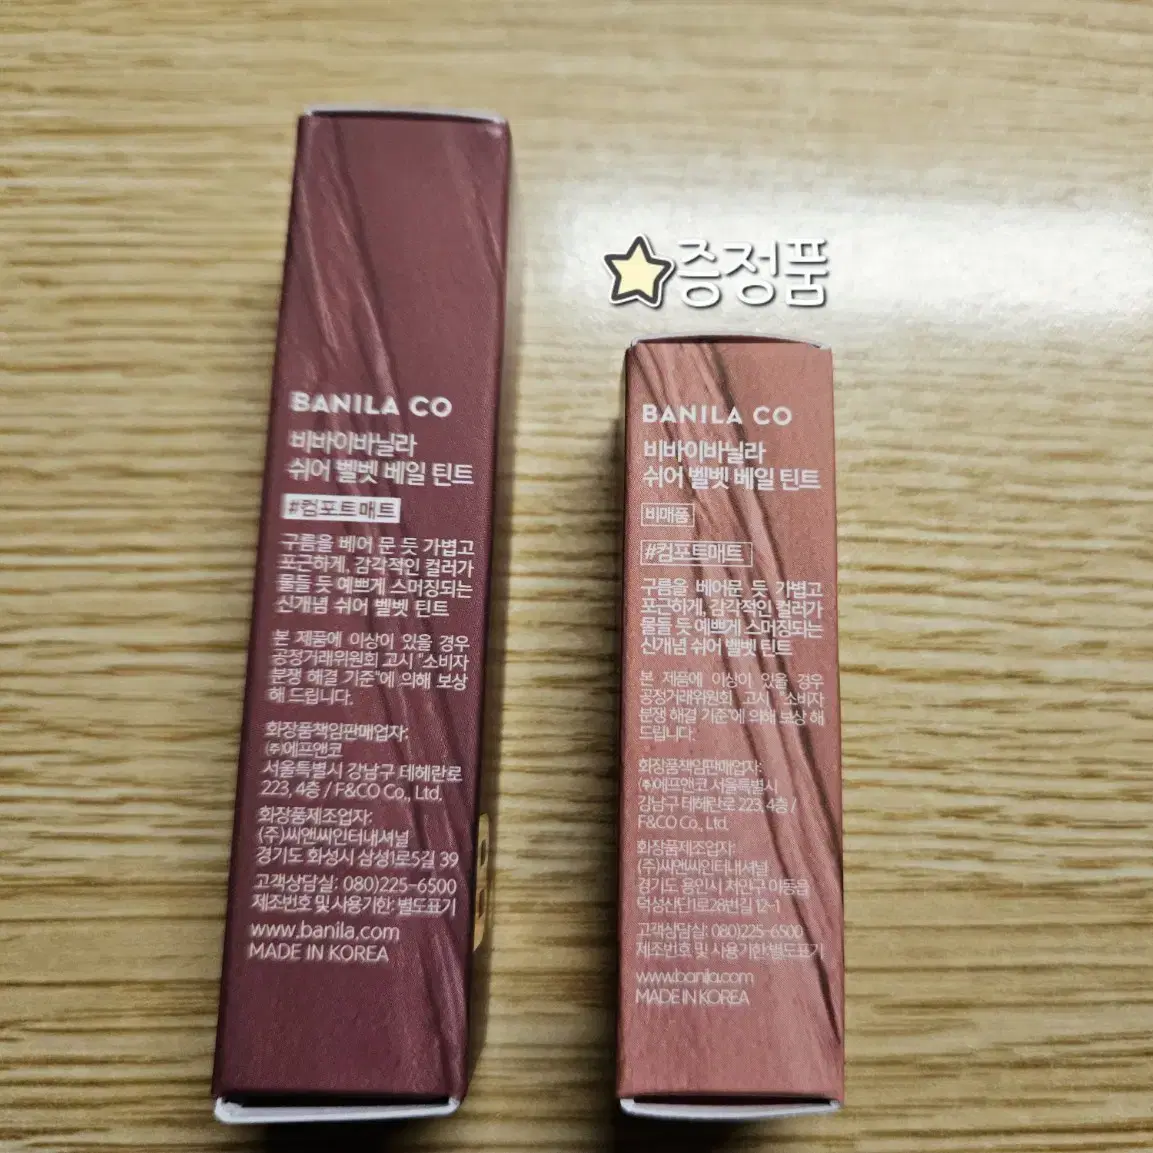 BANILA CO
비바이바닐라
쉬어 벨벳 베일 틴트
#컴포트매트
구름을 베어 문 듯 가볍고
포근하게, 감각적인 컬러가
물들 듯 예쁘게 스머징되는
신개념 쉬어 벨벳 틴트
본 제품에 이상이 있을 경우
공정거래위원회 고시 "소비자
분쟁 해결 기준"에 의해 보상
해 드립니다.
화장품책임판매업자:
(주)에프앤코
서울특별시 강남구 테헤란로
223, 4층 / F&CO Co., Ltd.
화장품제조업자:
(주)씨앤씨인터내셔널
경기도 화성시 삼성1로5길 39
고객상담실: 080)225-6500
제조번호 및 사용기한: 별도표기
www.banila.com
MADE IN KOREA
증정품
BANILA CO
비바이바닐라
쉬어 벨벳 베일 틴트
비매품
#컴포트매트
구름을 베어문 듯 가볍고
포근하게, 감각적인 컬러가
물들 듯 예쁘게 스머징되는
신개념 쉬어 벨벳 틴트
본 제품에 이상이 있을 경우
공정거래위원회 고시 "소비자
분쟁 해결 기준"에 의해 보상 해
드립니다.
화장품책임판매업자:
(주)에프앤코 서울특별시
강남구 테헤란로 223, 4층 /
F&CO Co., Ltd.
화장품제조업자:
(주)씨앤씨인터내셔널
경기도 용인시 처인구 이동읍
덕성산단1로28번길 12-1
고객상담실: 080)225-6500
제조번호 및 사용기한:별도표기
www.banila.com
MADE IN KOREA